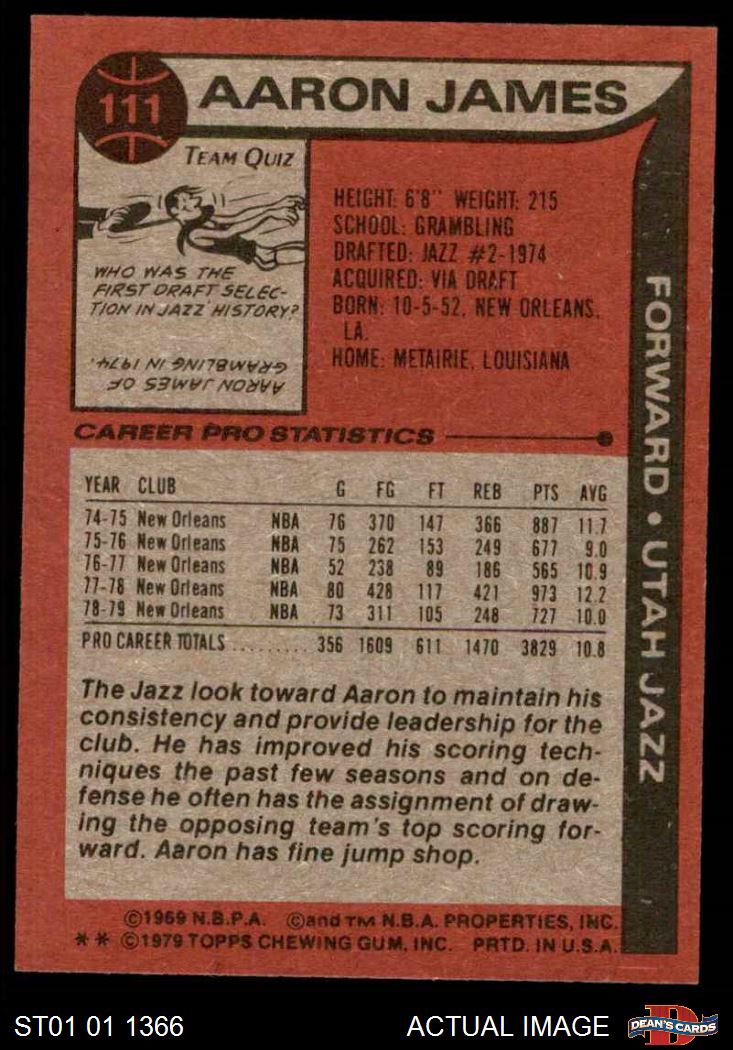 111
AARON JAMES
TEAM QUIZ
WHO WAS THE
FIRST DRAFT SELEC-
TION IN JAZZ HISTORY?
AARON JAMES OF
GRAMBLING IN 1974.
HEIGHT: 6'8" WEIGHT: 215
SCHOOL: GRAMBLING
DRAFTED: JAZZ #2-1974
ACQUIRED: VIA DRAFT
BORN: 10-5-52, NEW ORLEANS,
LA.
HOME: METAIRIE, LOUISIANA
FORWARD • UTAH JAZZ
CAREER PRO STATISTICS
YEAR CLUB G FG FT REB PTS AVG
74-75 New Orleans NBA 76 370 147 366 887 11.7
75-76 New Orleans NBA 75 262 153 249 677 9.0
76-77 New Orleans NBA 52 238 89 186 565 10.9
77-78 New Orleans NBA 80 428 117 421 973 12.2
78-79 New Orleans NBA 73 311 105 248 727 10.0
PRO CAREER TOTALS ......... 356 1609 611 1470 3829 10.8
The Jazz look toward Aaron to maintain his
consistency and provide leadership for the
club. He has improved his scoring tech-
niques the past few seasons and on de-
fense he often has the assignment of draw-
ing the opposing team's top scoring for-
ward. Aaron has fine jump shop.
©1969 N.B.P.A. ©and TM N.B.A. PROPERTIES, INC.
** ©1979 TOPPS CHEWING GUM, INC. PRTD. IN U.S.A.
ST01 01 1366
ACTUAL IMAGE
D
DEAN'S CARDS